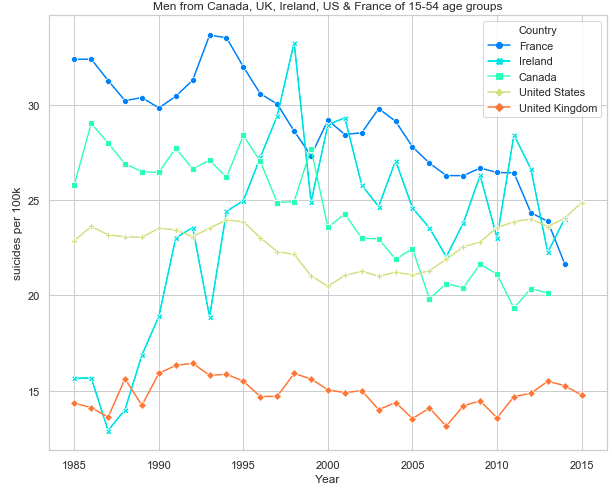 Men from Canada, UK, Ireland, US & France of 15-54 age groups
Country
France
Ireland
Canada
United States
United Kingdom
suicides per 100k
30
25
20
15
1985
1990
1995
2000
2005
2010
2015
Year